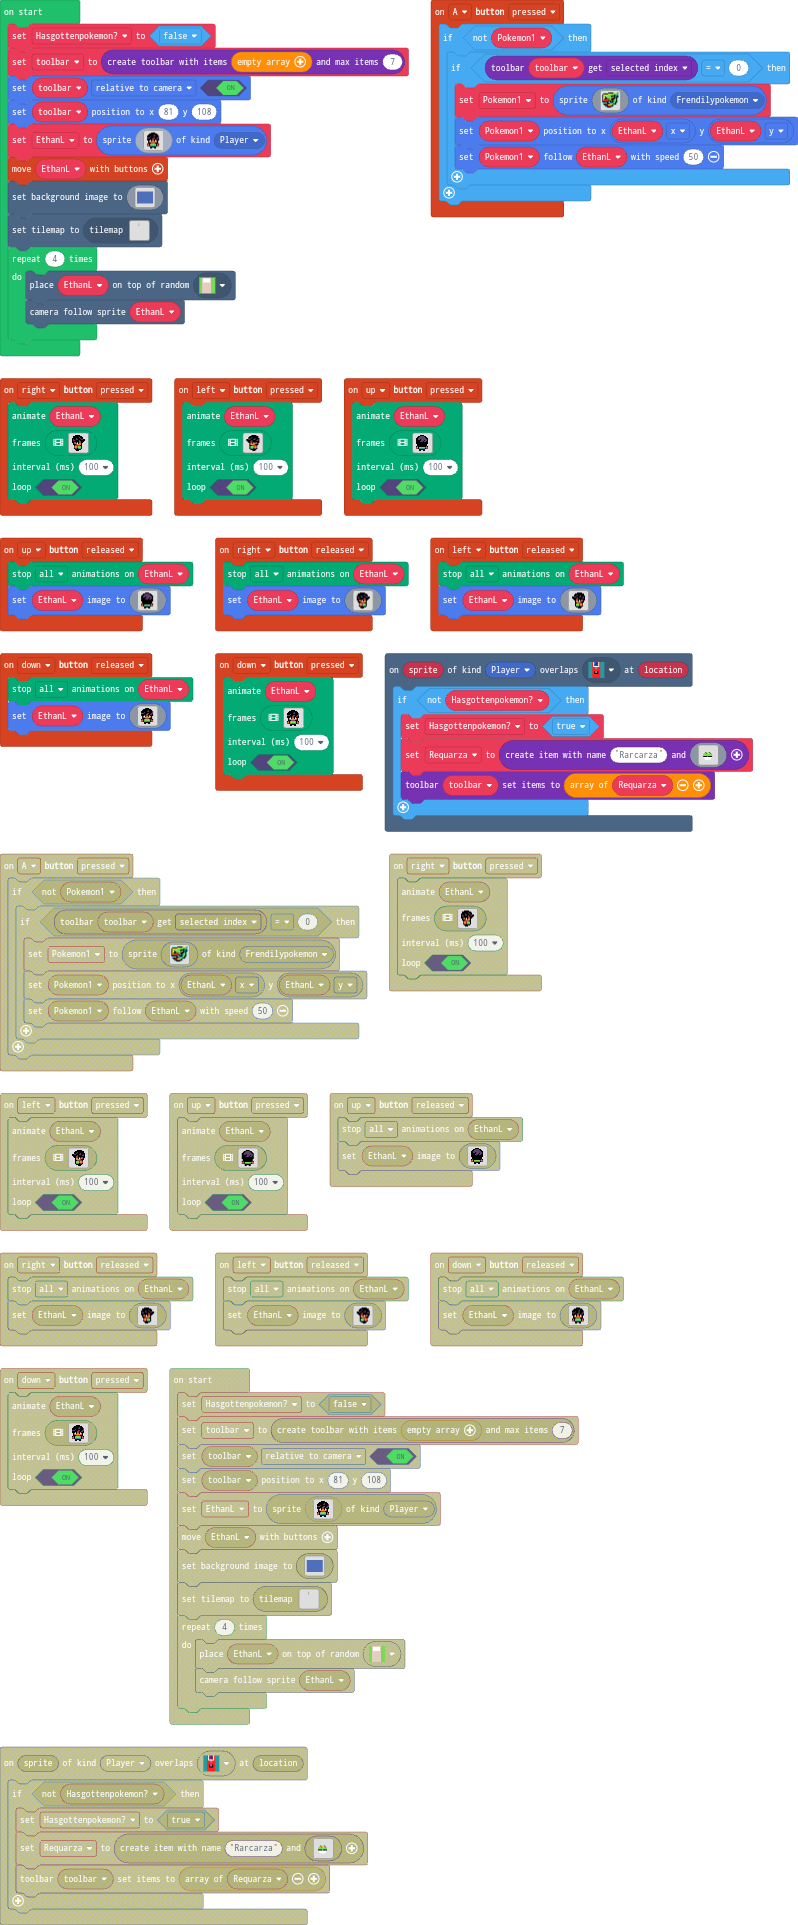 on start
set Hasgottenpokemon? to false
set toolbar to create toolbar with items empty array and max items 7
set toolbar relative to camera ON
set toolbar position to x 81 y 108
set EthanL to sprite of kind Player
move EthanL with buttons
set background image to
set tilemap to tilemap
repeat 4 times
do
place EthanL on top of random
camera follow sprite EthanL
on A button pressed
if not Pokemon1 then
if toolbar toolbar get selected index = 0 then
set Pokemon1 to sprite of kind Frendilypokemon
set Pokemon1 position to x EthanL x y EthanL y
set Pokemon1 follow EthanL with speed 50
on right button pressed
animate EthanL
frames
interval (ms) 100
loop ON
on left button pressed
animate EthanL
frames
interval (ms) 100
loop ON
on up button pressed
animate EthanL
frames
interval (ms) 100
loop ON
on up button released
stop all animations on EthanL
set EthanL image to
on right button released
stop all animations on EthanL
set EthanL image to
on left button released
stop all animations on EthanL
set EthanL image to
on down button released
stop all animations on EthanL
set EthanL image to
on down button pressed
animate EthanL
frames
interval (ms) 100
loop ON
on sprite of kind Player overlaps at location
if not Hasgottenpokemon? then
set Hasgottenpokemon? to true
set Requarza to create item with name "Rarcarza" and
toolbar toolbar set items to array of Requarza
on A button pressed
if not Pokemon1 then
if toolbar toolbar get selected index = 0 then
set Pokemon1 to sprite of kind Frendilypokemon
set Pokemon1 position to x EthanL x y EthanL y
set Pokemon1 follow EthanL with speed 50
on right button pressed
animate EthanL
frames
interval (ms) 100
loop ON
on left button pressed
animate EthanL
frames
interval (ms) 100
loop ON
on up button pressed
animate EthanL
frames
interval (ms) 100
loop ON
on up button released
stop all animations on EthanL
set EthanL image to
on right button released
stop all animations on EthanL
set EthanL image to
on left button released
stop all animations on EthanL
set EthanL image to
on down button released
stop all animations on EthanL
set EthanL image to
on down button pressed
animate EthanL
frames
interval (ms) 100
loop ON
on start
set Hasgottenpokemon? to false
set toolbar to create toolbar with items empty array and max items 7
set toolbar relative to camera ON
set toolbar position to x 81 y 108
set EthanL to sprite of kind Player
move EthanL with buttons
set background image to
set tilemap to tilemap
repeat 4 times
do
place EthanL on top of random
camera follow sprite EthanL
on sprite of kind Player overlaps at location
if not Hasgottenpokemon? then
set Hasgottenpokemon? to true
set Requarza to create item with name "Rarcarza" and
toolbar toolbar set items to array of Requarza